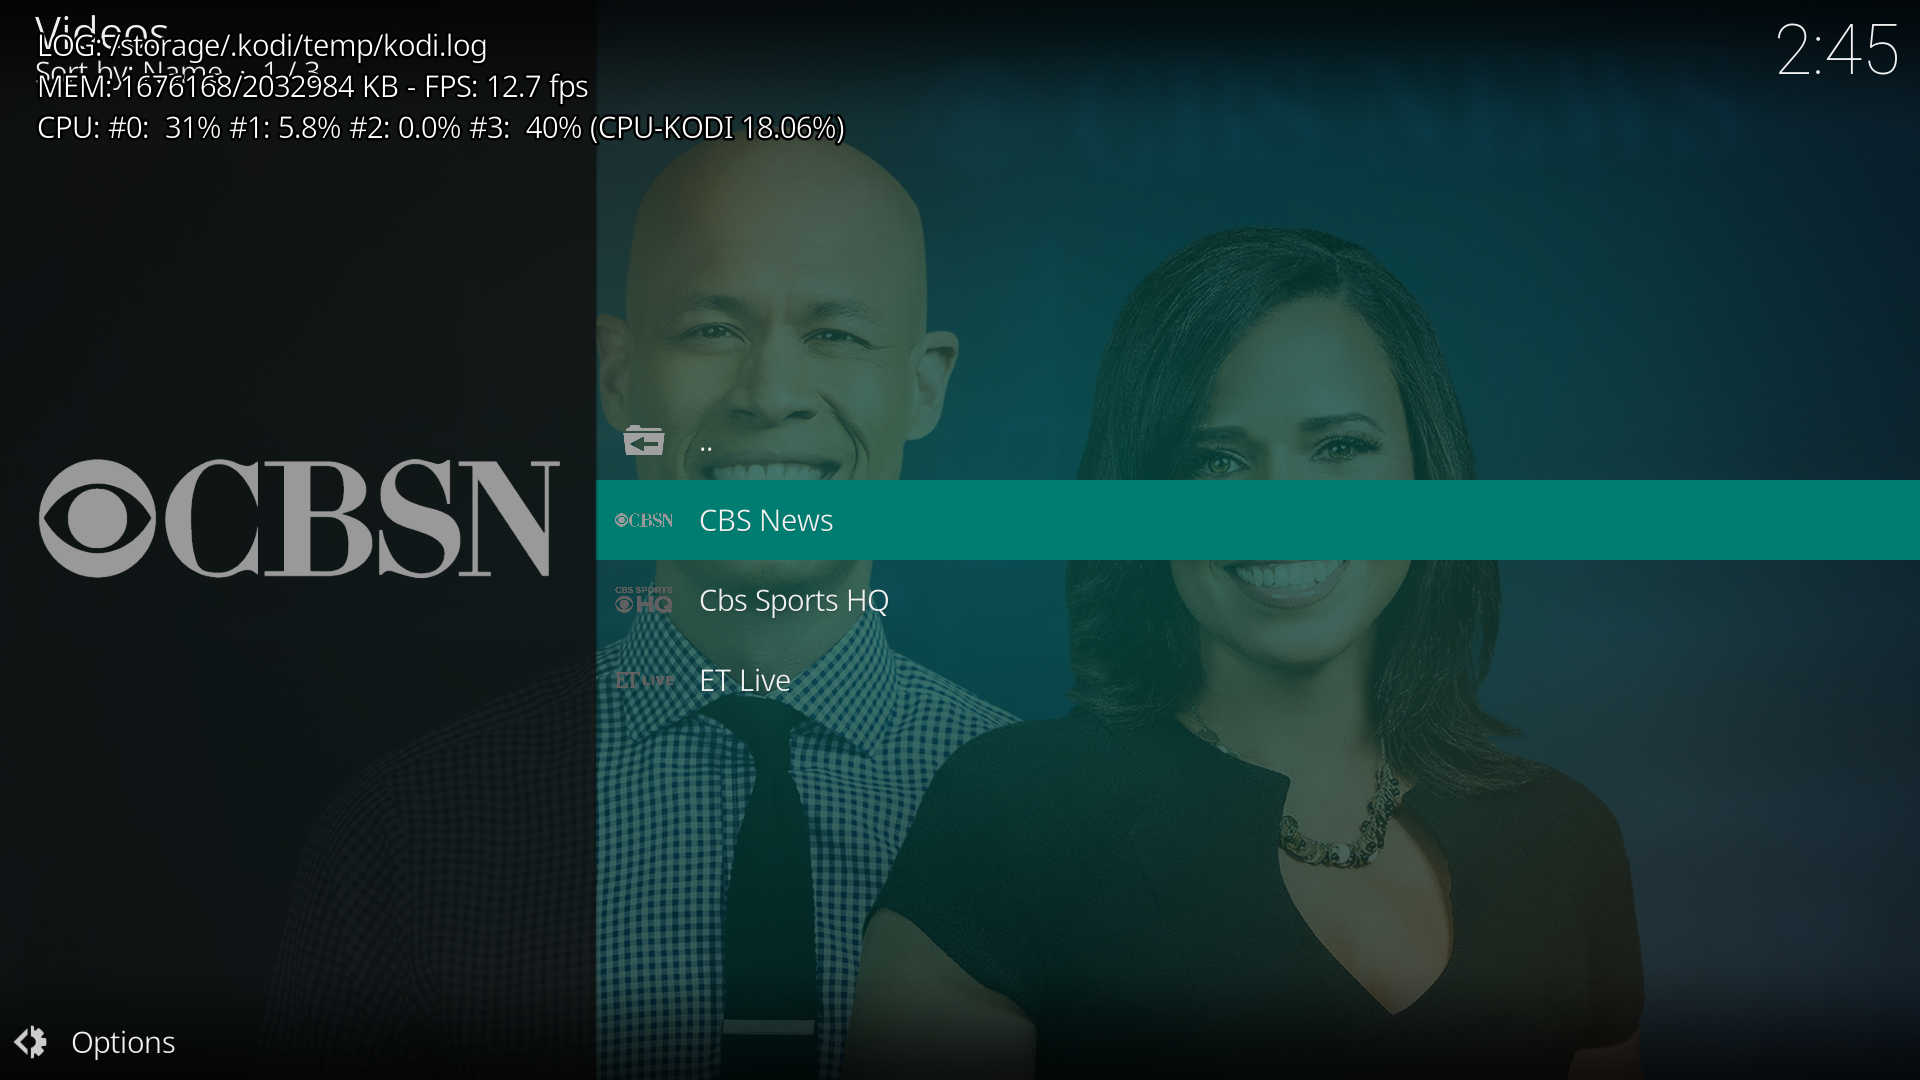 Videos
LOG: /storage/.kodi/temp/kodi.log
Sort by: Name · 1 / 3
MEM: 1676168/2032984 KB - FPS: 12.7 fps
CPU: #0: 31% #1: 5.8% #2: 0.0% #3: 40% (CPU-KODI 18.06%)
2:45
..
CBSN
CBSN CBS News
CBS SPORTS HQ Cbs Sports HQ
ET LIVE ET Live
Options